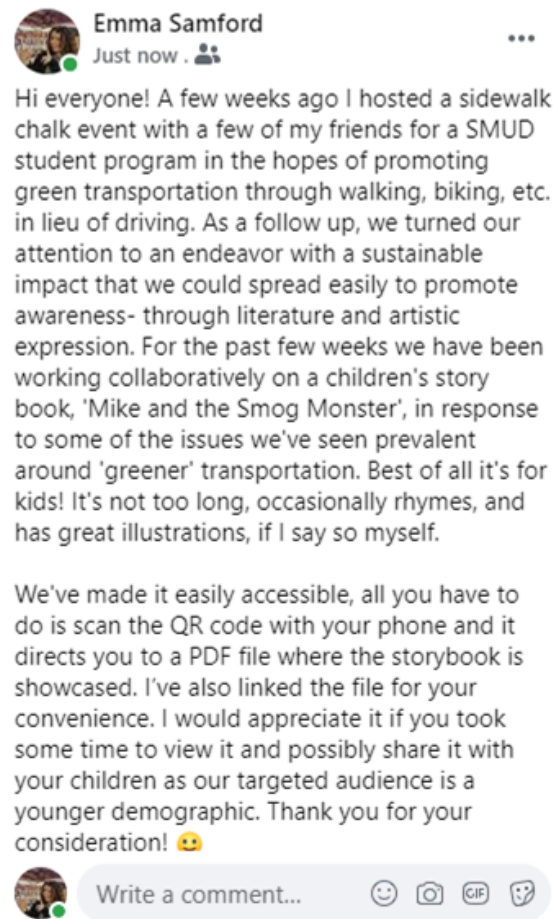 Emma Samford
Just now .
Hi everyone! A few weeks ago I hosted a sidewalk
chalk event with a few of my friends for a SMUD
student program in the hopes of promoting
green transportation through walking, biking, etc.
in lieu of driving. As a follow up, we turned our
attention to an endeavor with a sustainable
impact that we could spread easily to promote
awareness- through literature and artistic
expression. For the past few weeks we have been
working collaboratively on a children's story
book, 'Mike and the Smog Monster', in response
to some of the issues we've seen prevalent
around 'greener' transportation. Best of all it's for
kids! It's not too long, occasionally rhymes, and
has great illustrations, if I say so myself.
We've made it easily accessible, all you have to
do is scan the QR code with your phone and it
directs you to a PDF file where the storybook is
showcased. I've also linked the file for your
convenience. I would appreciate it if you took
some time to view it and possibly share it with
your children as our targeted audience is a
younger demographic. Thank you for your
consideration! 😀
Write a comment...
GIF